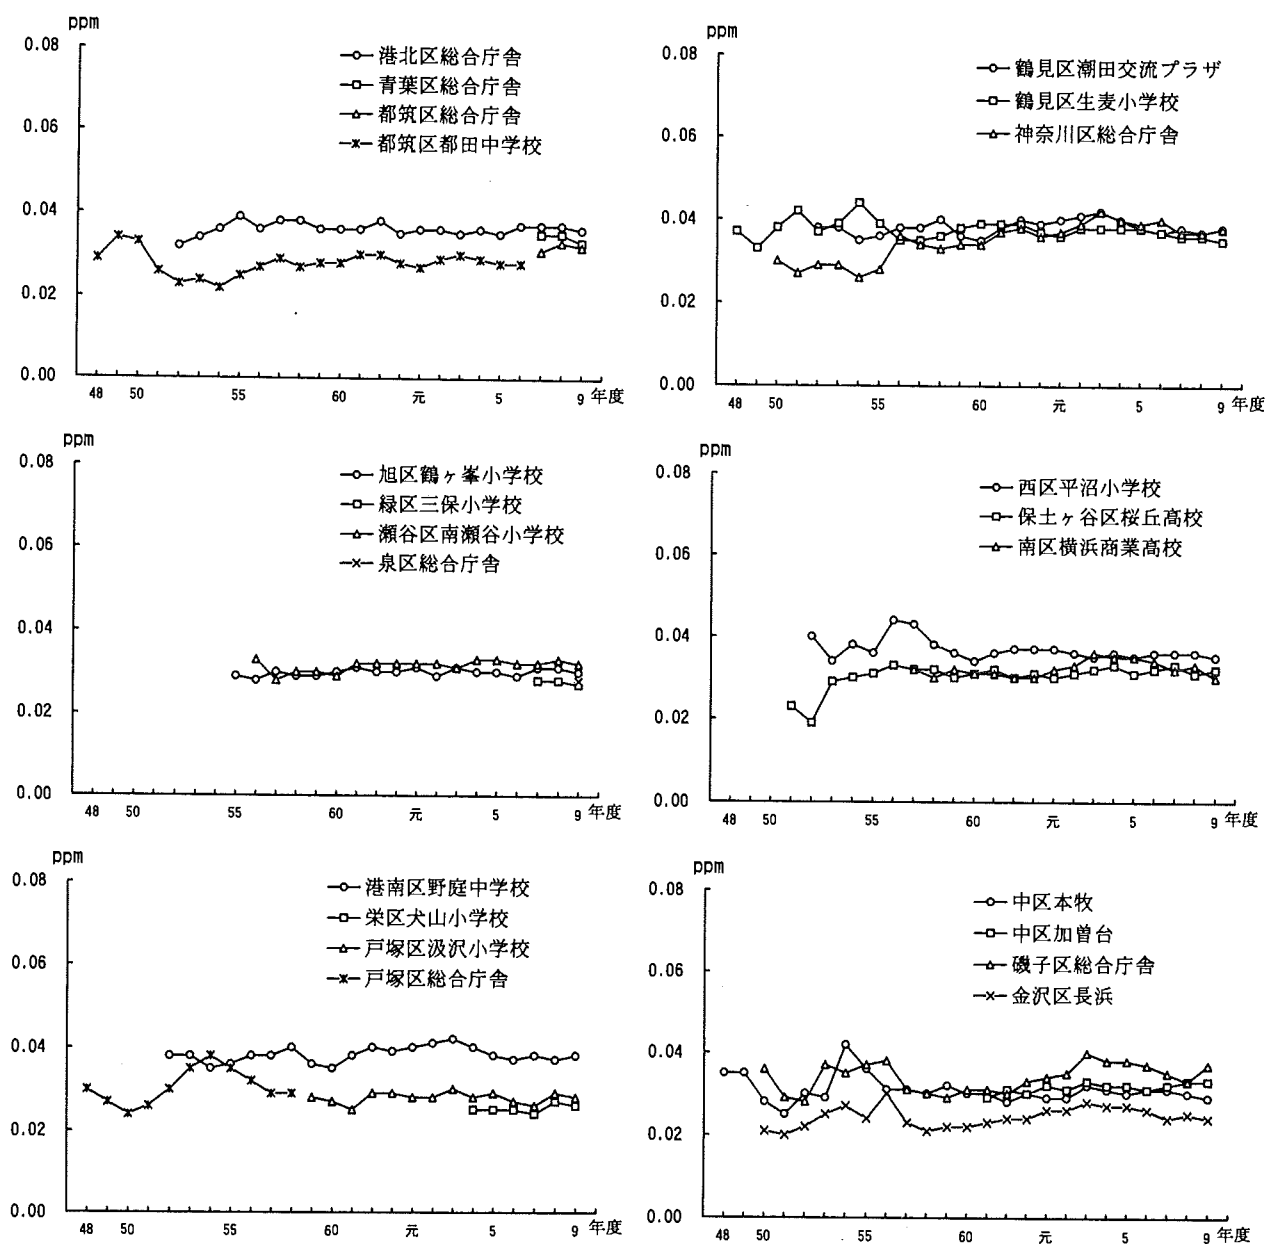 ppm
0.08
0.06
0.04
0.02
0.00
港北区総合庁舎
青葉区総合庁舎
都筑区総合庁舎
都筑区都田中学校
48 50 55 60 元 5 9 年度
ppm
0.08
0.06
0.04
0.02
0.00
鶴見区潮田交流プラザ
鶴見区生麦小学校
神奈川区総合庁舎
48 50 55 60 元 5 9 年度
ppm
0.08
0.06
0.04
0.02
0.00
旭区鶴ヶ峯小学校
緑区三保小学校
瀬谷区南瀬谷小学校
泉区総合庁舎
48 50 55 60 元 5 9 年度
ppm
0.08
0.06
0.04
0.02
0.00
西区平沼小学校
保土ヶ谷区桜丘高校
南区横浜商業高校
48 50 55 60 元 5 9 年度
ppm
0.08
0.06
0.04
0.02
0.00
港南区野庭中学校
栄区犬山小学校
戸塚区汲沢小学校
戸塚区総合庁舎
48 50 55 60 元 5 9 年度
ppm
0.08
0.06
0.04
0.02
0.00
中区本牧
中区加曽台
磯子区総合庁舎
金沢区長浜
48 50 55 60 元 5 9 年度